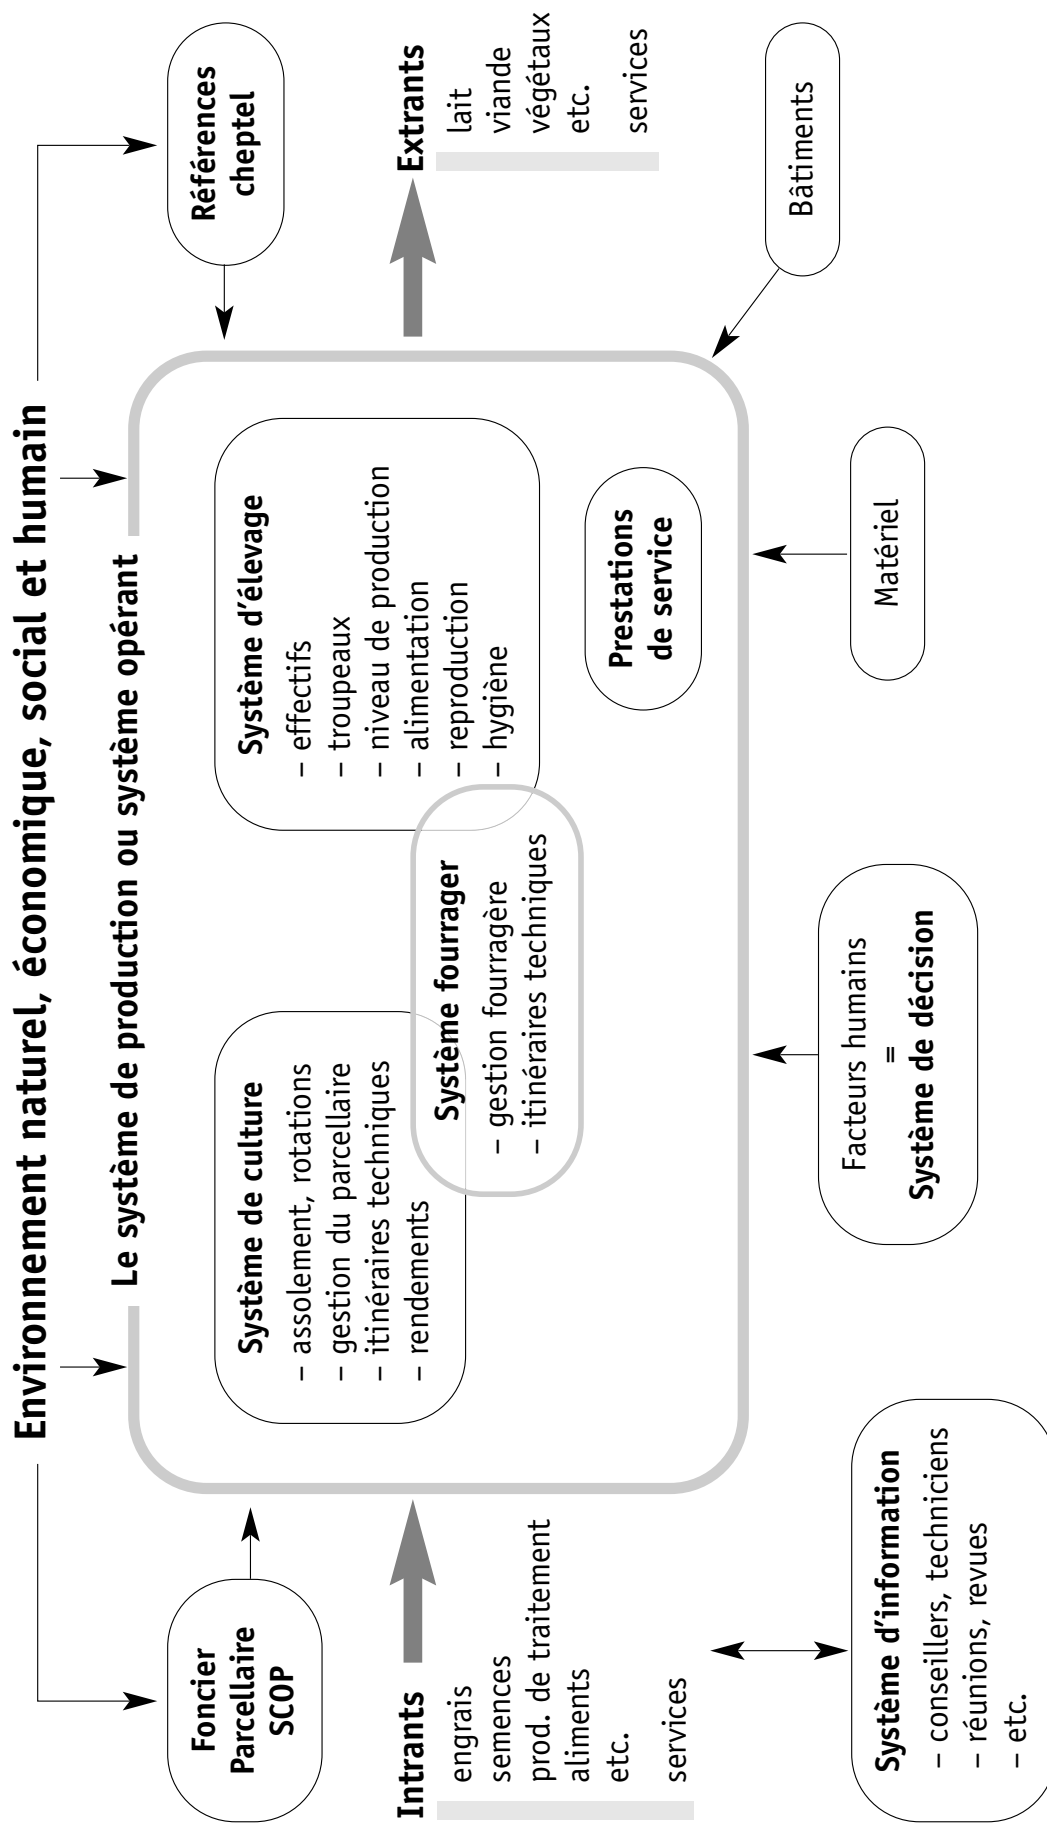 Environnement naturel, économique, social et humain
Foncier
Parcellaire
SCOP
Le système de production ou système opérant
Références
cheptel
Intrants
engrais
semences
prod. de traitement
aliments
etc.
services
Système de culture
– assolement, rotations
– gestion du parcellaire
– itinéraires techniques
– rendements
Système d'élevage
– effectifs
– troupeaux
– niveau de production
– alimentation
– reproduction
– hygiène
Système fourrager
– gestion fourragère
– itinéraires techniques
Prestations
de service
Extrants
lait
viande
végétaux
etc.
services
Système d'information
– conseillers, techniciens
– réunions, revues
– etc.
Facteurs humains
=
Système de décision
Matériel
Bâtiments